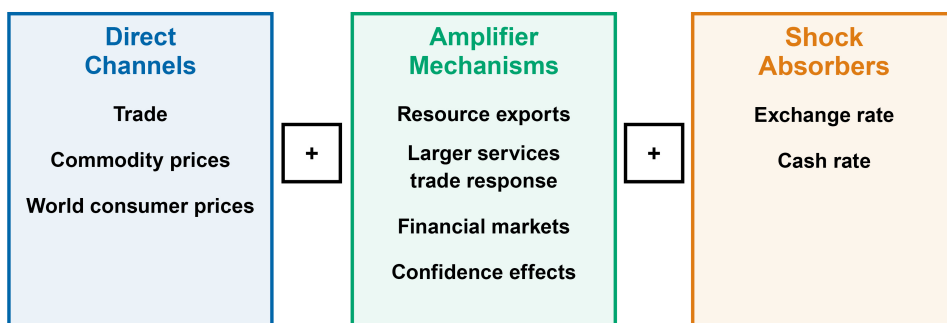 Direct
Channels
Trade
Commodity prices
World consumer prices
+
Amplifier
Mechanisms
Resource exports
Larger services
trade response
Financial markets
Confidence effects
+
Shock
Absorbers
Exchange rate
Cash rate